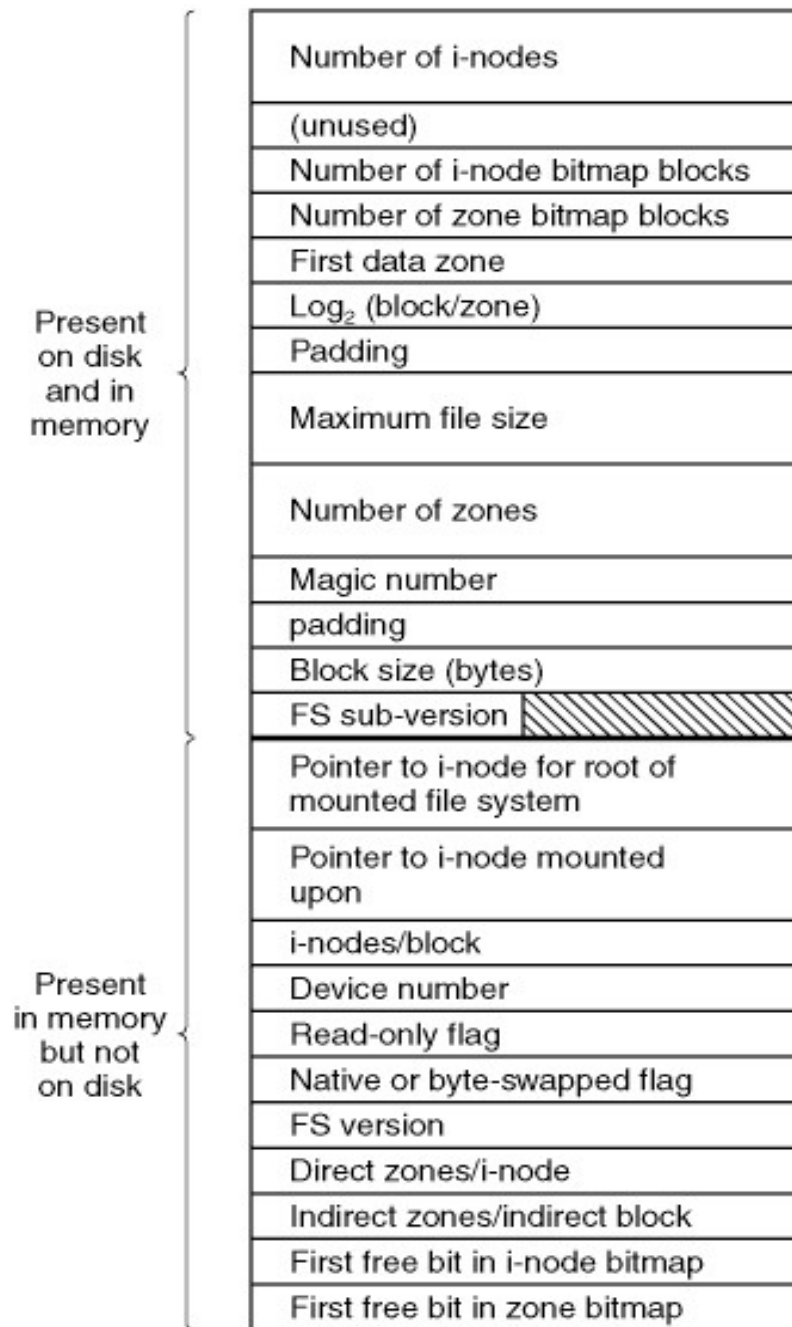 Number of i-nodes
(unused)
Number of i-node bitmap blocks
Number of zone bitmap blocks
First data zone
Log₂ (block/zone)
Padding
Present
on disk
and in
memory
Maximum file size
Number of zones
Magic number
padding
Block size (bytes)
FS sub-version
Pointer to i-node for root of
mounted file system
Pointer to i-node mounted
upon
i-nodes/block
Device number
Present
in memory
but not
on disk
Read-only flag
Native or byte-swapped flag
FS version
Direct zones/i-node
Indirect zones/indirect block
First free bit in i-node bitmap
First free bit in zone bitmap